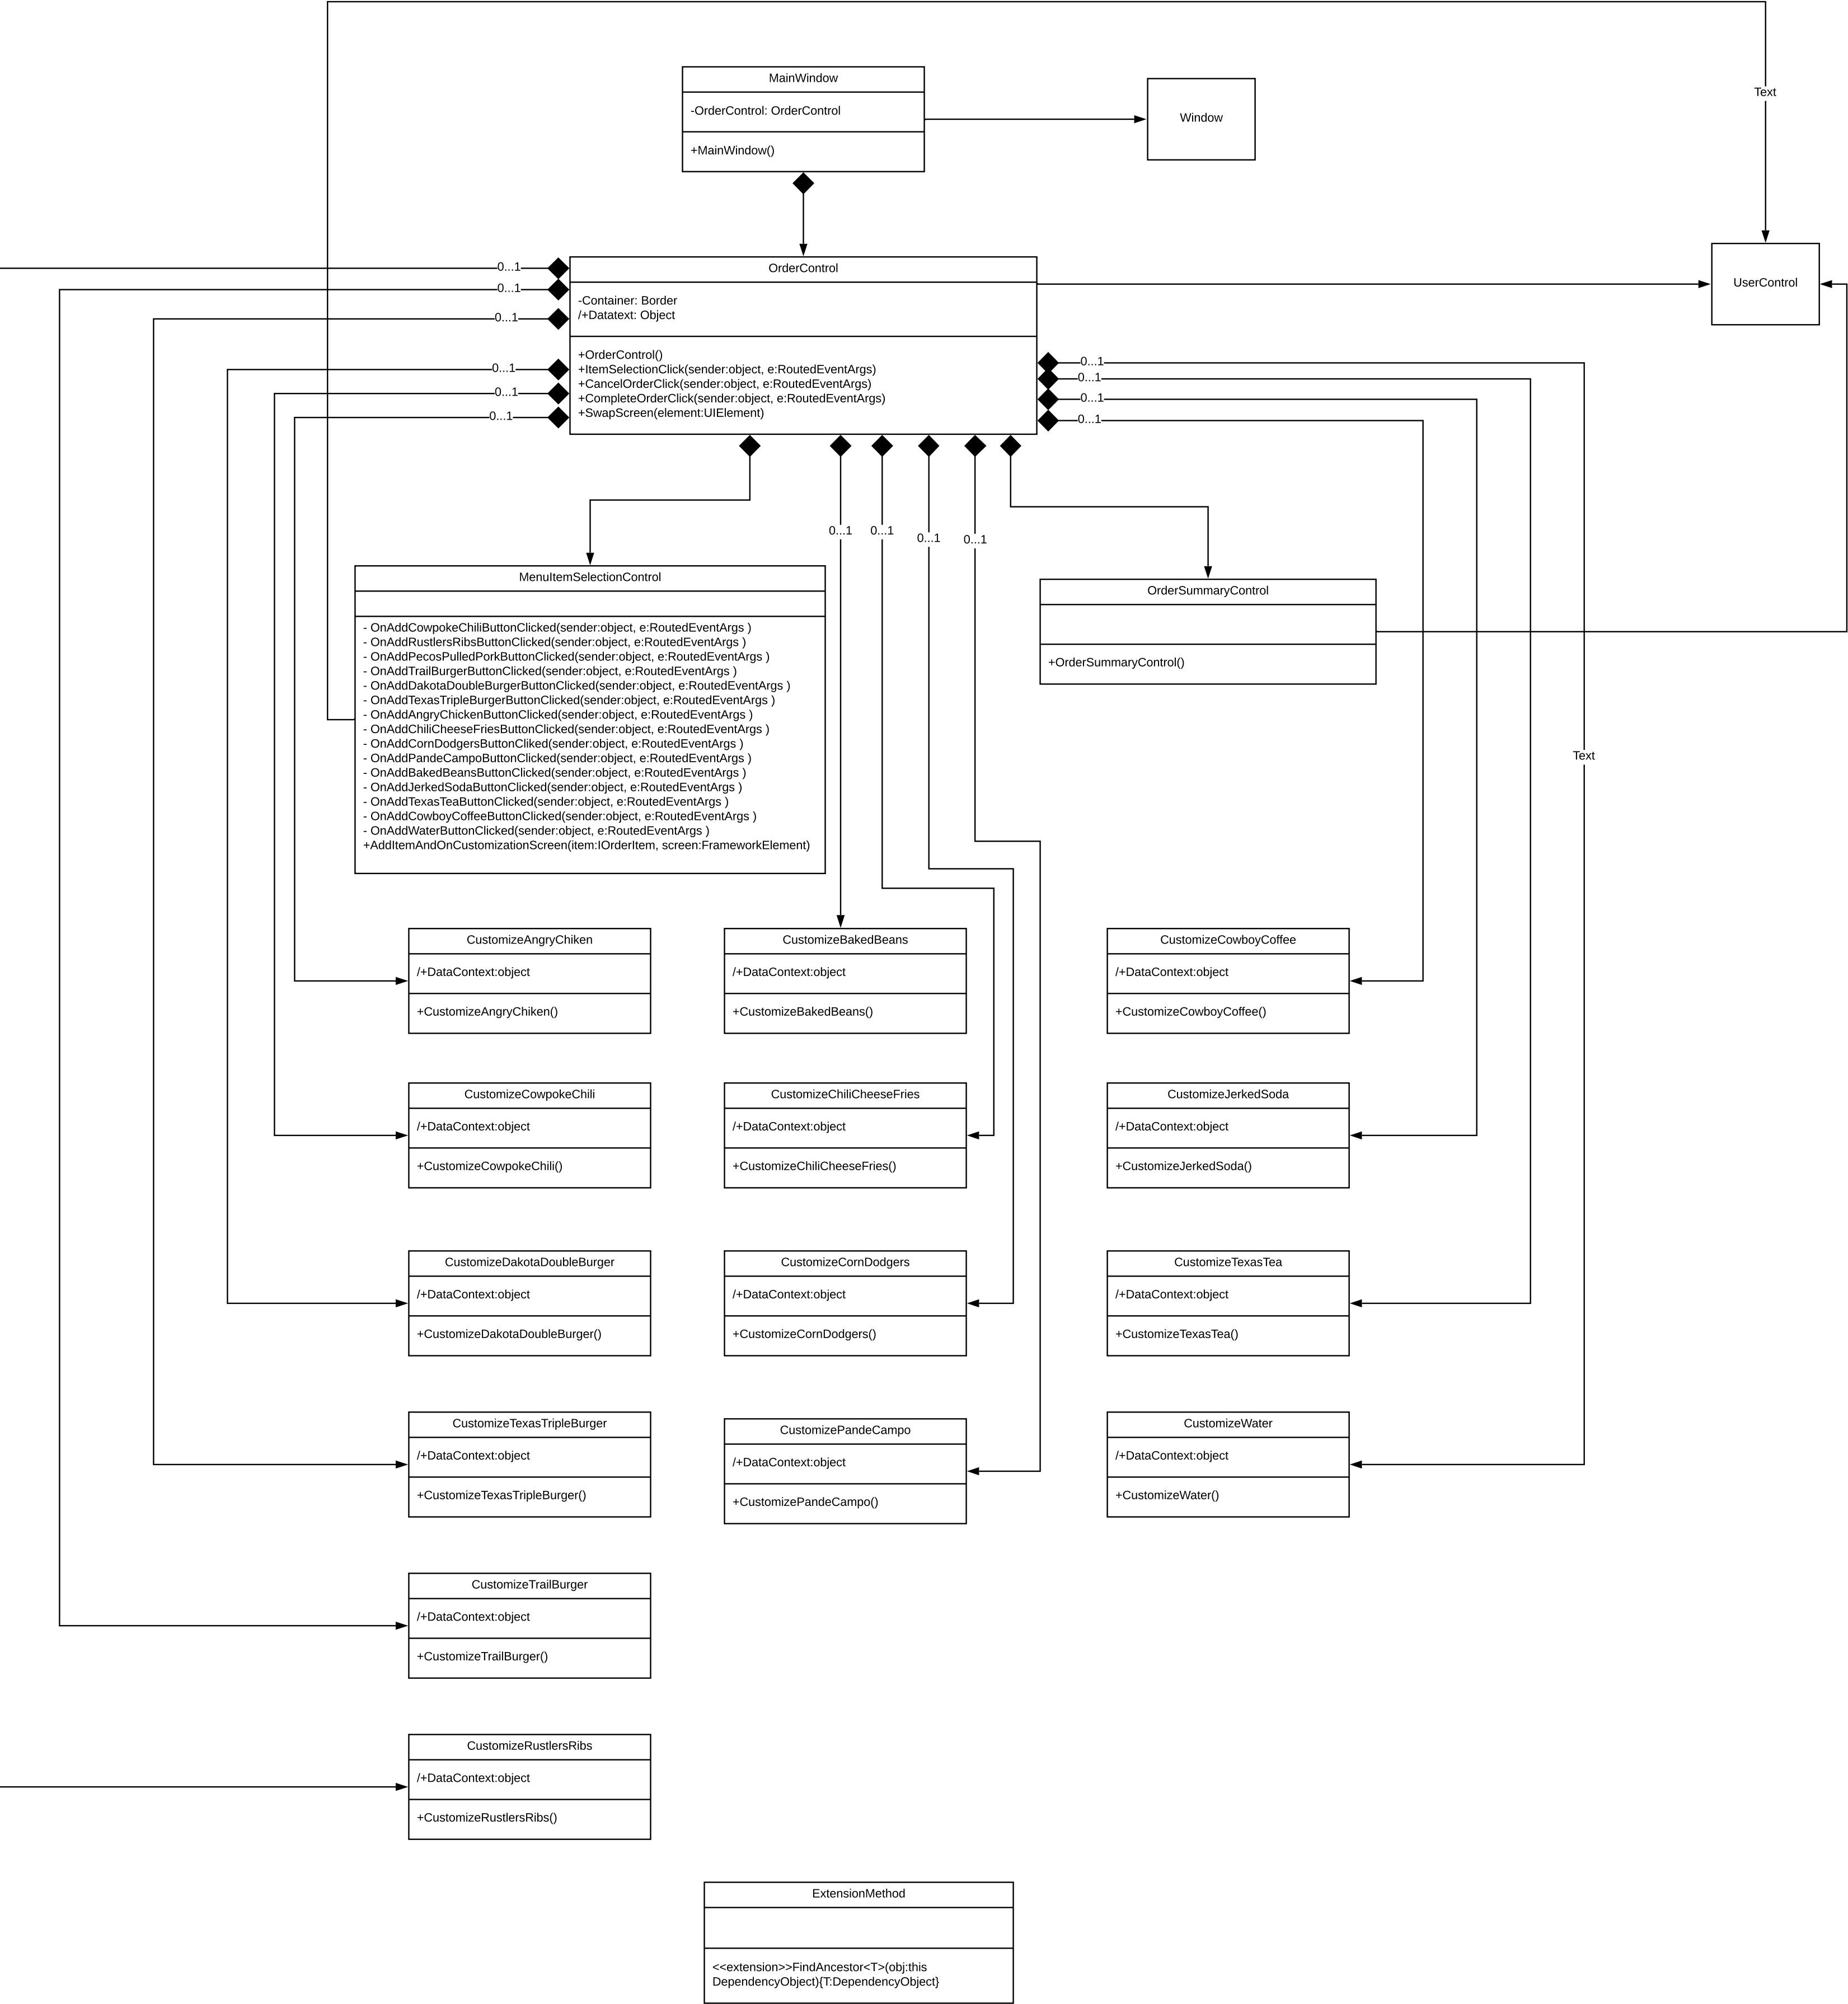 MainWindow
-OrderControl: OrderControl
+MainWindow()
Window
Text
UserControl
OrderControl
-Container: Border
/+Datatext: Object
+OrderControl()
+ItemSelectionClick(sender:object, e:RoutedEventArgs)
+CancelOrderClick(sender:object, e:RoutedEventArgs)
+CompleteOrderClick(sender:object, e:RoutedEventArgs)
+SwapScreen(element:UIElement)
0...1
0...1
0...1
0...1
0...1
0...1
0...1
0...1
0...1
0...1
0...1
0...1
0...1
0...1
MenuItemSelectionControl
- OnAddCowpokeChiliButtonClicked(sender:object, e:RoutedEventArgs )
- OnAddRustlersRibsButtonClicked(sender:object, e:RoutedEventArgs )
- OnAddPecosPulledPorkButtonClicked(sender:object, e:RoutedEventArgs )
- OnAddTrailBurgerButtonClicked(sender:object, e:RoutedEventArgs )
- OnAddDakotaDoubleBurgerButtonClicked(sender:object, e:RoutedEventArgs )
- OnAddTexasTripleBurgerButtonClicked(sender:object, e:RoutedEventArgs )
- OnAddAngryChickenButtonClicked(sender:object, e:RoutedEventArgs )
- OnAddChiliCheeseFriesButtonClicked(sender:object, e:RoutedEventArgs )
- OnAddCornDodgersButtonCliked(sender:object, e:RoutedEventArgs )
- OnAddPandeCampoButtonClicked(sender:object, e:RoutedEventArgs )
- OnAddBakedBeansButtonClicked(sender:object, e:RoutedEventArgs )
- OnAddJerkedSodaButtonClicked(sender:object, e:RoutedEventArgs )
- OnAddTexasTeaButtonClicked(sender:object, e:RoutedEventArgs )
- OnAddCowboyCoffeeButtonClicked(sender:object, e:RoutedEventArgs )
- OnAddWaterButtonClicked(sender:object, e:RoutedEventArgs )
+AddItemAndOnCustomizationScreen(item:IOrderItem, screen:FrameworkElement)
OrderSummaryControl
+OrderSummaryControl()
Text
CustomizeAngryChiken
/+DataContext:object
+CustomizeAngryChiken()
CustomizeBakedBeans
/+DataContext:object
+CustomizeBakedBeans()
CustomizeCowboyCoffee
/+DataContext:object
+CustomizeCowboyCoffee()
CustomizeCowpokeChili
/+DataContext:object
+CustomizeCowpokeChili()
CustomizeChiliCheeseFries
/+DataContext:object
+CustomizeChiliCheeseFries()
CustomizeJerkedSoda
/+DataContext:object
+CustomizeJerkedSoda()
CustomizeDakotaDoubleBurger
/+DataContext:object
+CustomizeDakotaDoubleBurger()
CustomizeCornDodgers
/+DataContext:object
+CustomizeCornDodgers()
CustomizeTexasTea
/+DataContext:object
+CustomizeTexasTea()
CustomizeTexasTripleBurger
/+DataContext:object
+CustomizeTexasTripleBurger()
CustomizePandeCampo
/+DataContext:object
+CustomizePandeCampo()
CustomizeWater
/+DataContext:object
+CustomizeWater()
CustomizeTrailBurger
/+DataContext:object
+CustomizeTrailBurger()
CustomizeRustlersRibs
/+DataContext:object
+CustomizeRustlersRibs()
ExtensionMethod
<<extension>>FindAncestor<T>(obj:this
DependencyObject){T:DependencyObject}